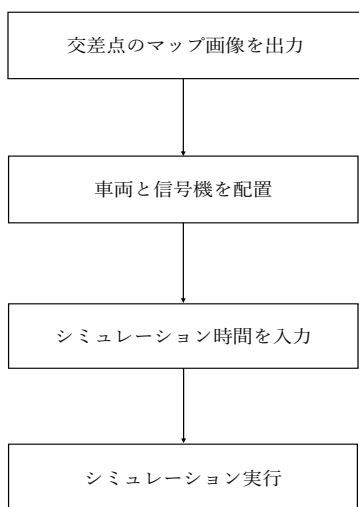 交差点のマップ画像を出力
車両と信号機を配置
シミュレーション時間を入力
シミュレーション実行